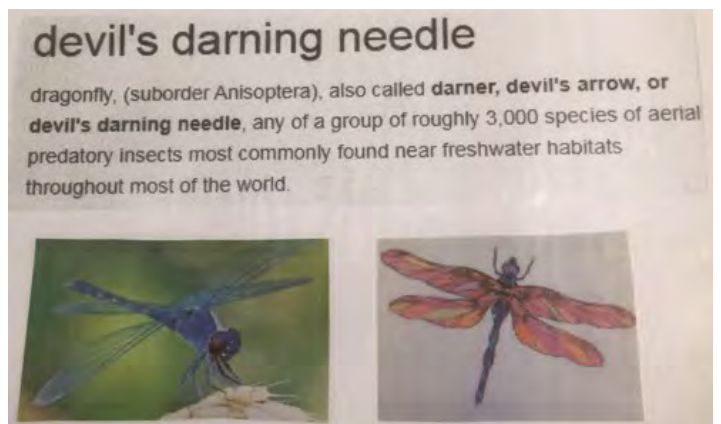 devil's darning needle
dragonfly, (suborder Anisoptera), also called darner, devil's arrow, or
devil's darning needle, any of a group of roughly 3,000 species of aerial
predatory insects most commonly found near freshwater habitats
throughout most of the world.